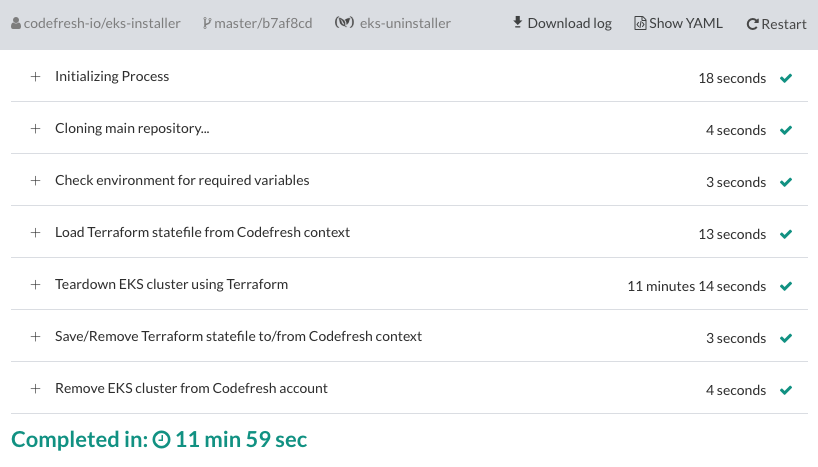 codefresh-io/eks-installer master/b7af8cd eks-uninstaller Download log Show YAML Restart
Initializing Process 18 seconds
Cloning main repository... 4 seconds
Check environment for required variables 3 seconds
Load Terraform statefile from Codefresh context 13 seconds
Teardown EKS cluster using Terraform 11 minutes 14 seconds
Save/Remove Terraform statefile to/from Codefresh context 3 seconds
Remove EKS cluster from Codefresh account 4 seconds
Completed in: 11 min 59 sec